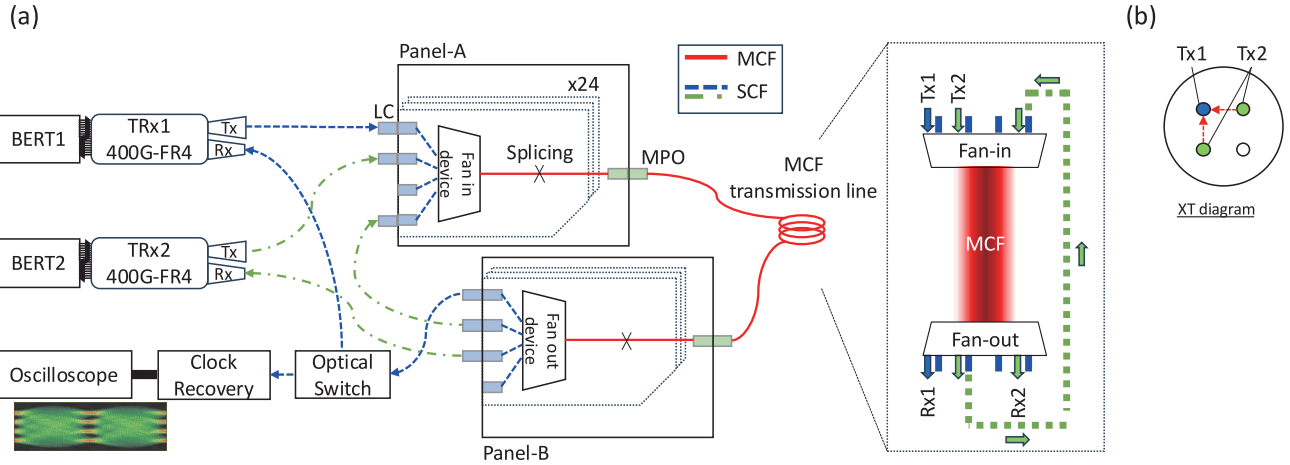 (a)
(b)
Panel-A
x24
LC
BERT1
TRx1
400G-FR4
Tx
Rx
Fan in
device
Splicing
MPO
MCF
SCF
MCF
transmission line
BERT2
TRx2
400G-FR4
Tx
Rx
Fan out
device
Oscilloscope
Clock
Recovery
Optical
Switch
Panel-B
Tx1
Tx2
Fan-in
MCF
Fan-out
Rx1
Rx2
Tx1
Tx2
XT diagram